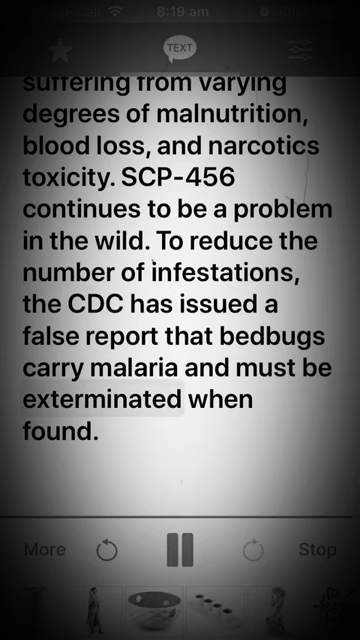 8:19 am
TEXT
suffering from varying
degrees of malnutrition,
blood loss, and narcotics
toxicity. SCP-456
continues to be a problem
in the wild. To reduce the
number of infestations,
the CDC has issued a
false report that bedbugs
carry malaria and must be
exterminated when
found.
More
Stop